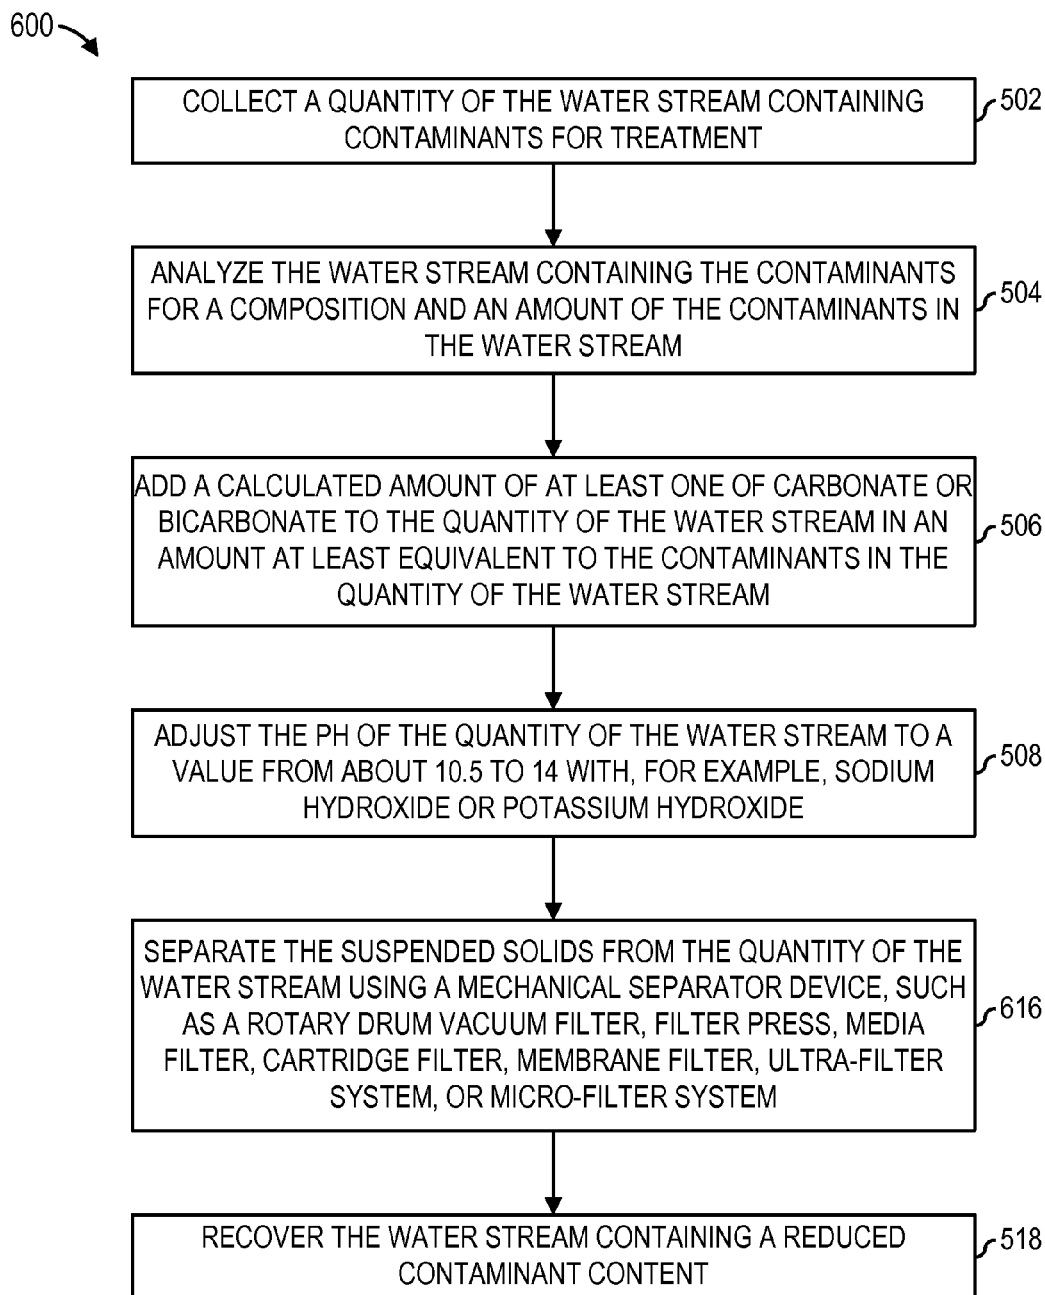 600
COLLECT A QUANTITY OF THE WATER STREAM CONTAINING
CONTAMINANTS FOR TREATMENT
502
ANALYZE THE WATER STREAM CONTAINING THE CONTAMINANTS
FOR A COMPOSITION AND AN AMOUNT OF THE CONTAMINANTS IN
THE WATER STREAM
504
ADD A CALCULATED AMOUNT OF AT LEAST ONE OF CARBONATE OR
BICARBONATE TO THE QUANTITY OF THE WATER STREAM IN AN
AMOUNT AT LEAST EQUIVALENT TO THE CONTAMINANTS IN THE
QUANTITY OF THE WATER STREAM
506
ADJUST THE PH OF THE QUANTITY OF THE WATER STREAM TO A
VALUE FROM ABOUT 10.5 TO 14 WITH, FOR EXAMPLE, SODIUM
HYDROXIDE OR POTASSIUM HYDROXIDE
508
SEPARATE THE SUSPENDED SOLIDS FROM THE QUANTITY OF THE
WATER STREAM USING A MECHANICAL SEPARATOR DEVICE, SUCH
AS A ROTARY DRUM VACUUM FILTER, FILTER PRESS, MEDIA
FILTER, CARTRIDGE FILTER, MEMBRANE FILTER, ULTRA-FILTER
SYSTEM, OR MICRO-FILTER SYSTEM
616
RECOVER THE WATER STREAM CONTAINING A REDUCED
CONTAMINANT CONTENT
518